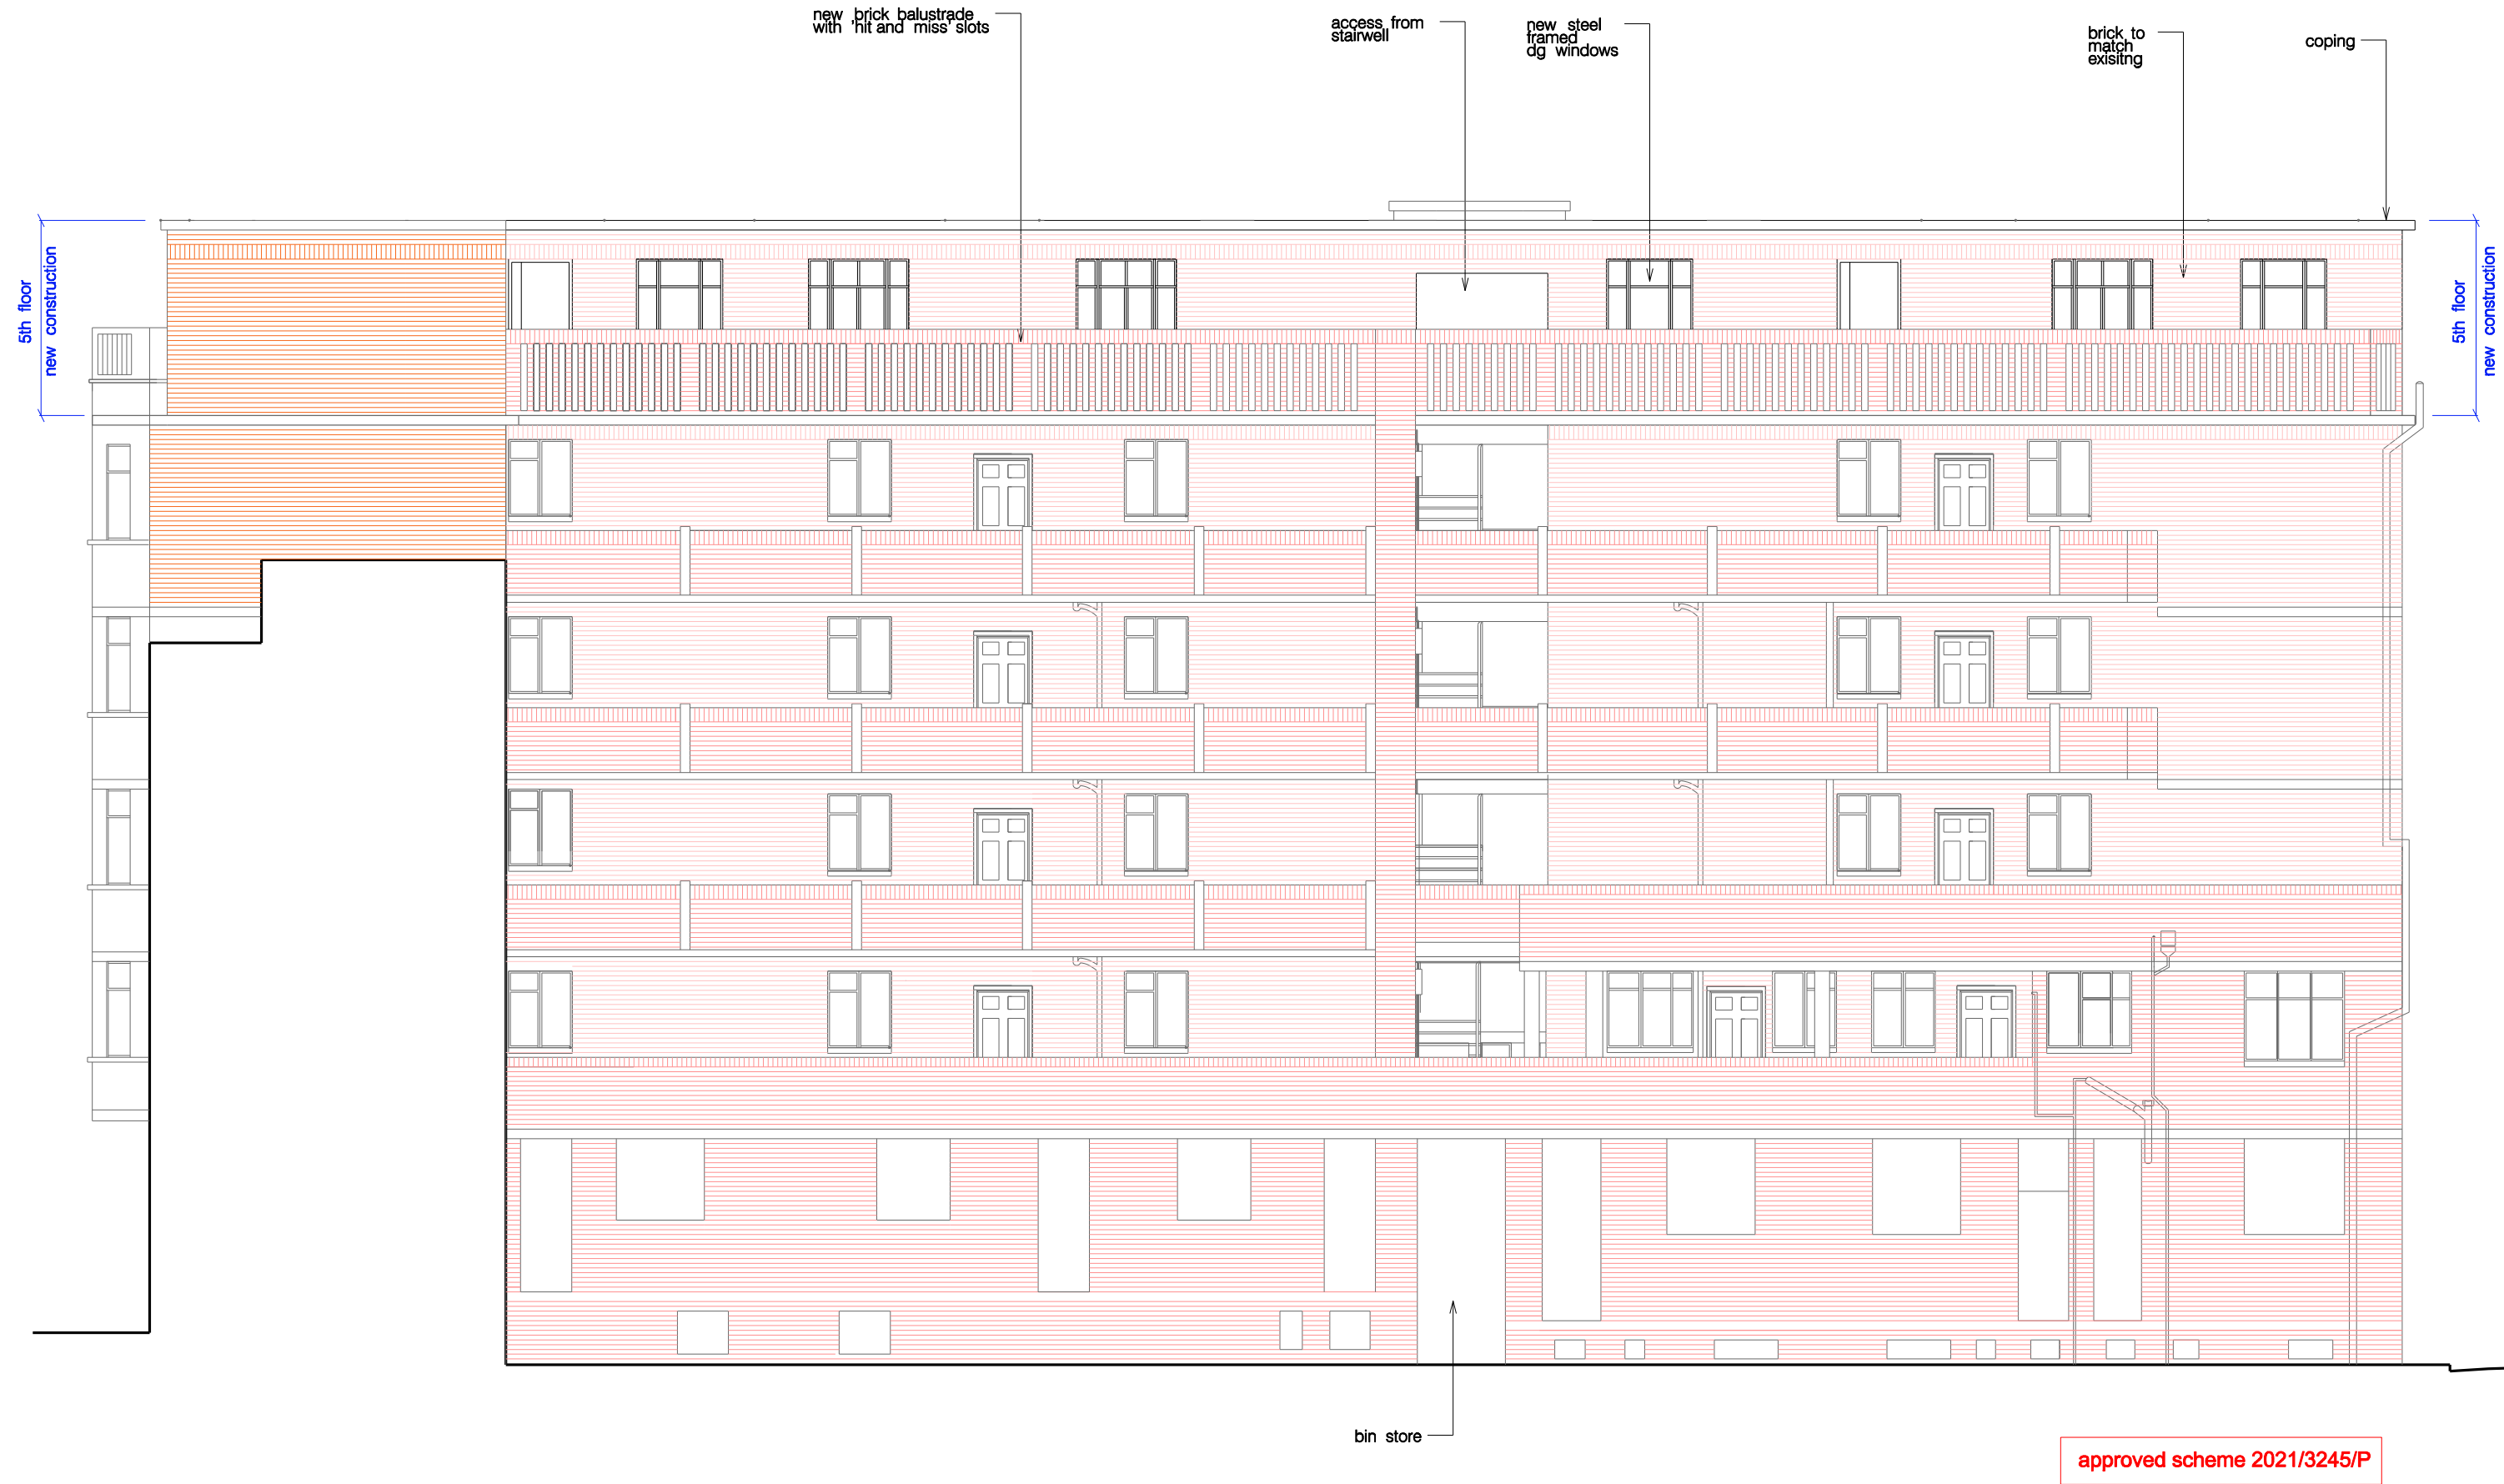 new brick balustrade
with 'hit and miss' slots
access from
stairwell
new steel
framed
dg windows
brick to
match
exisitng
coping
5th floor
new construction
5th floor
new construction
bin store
approved scheme 2021/3245/P